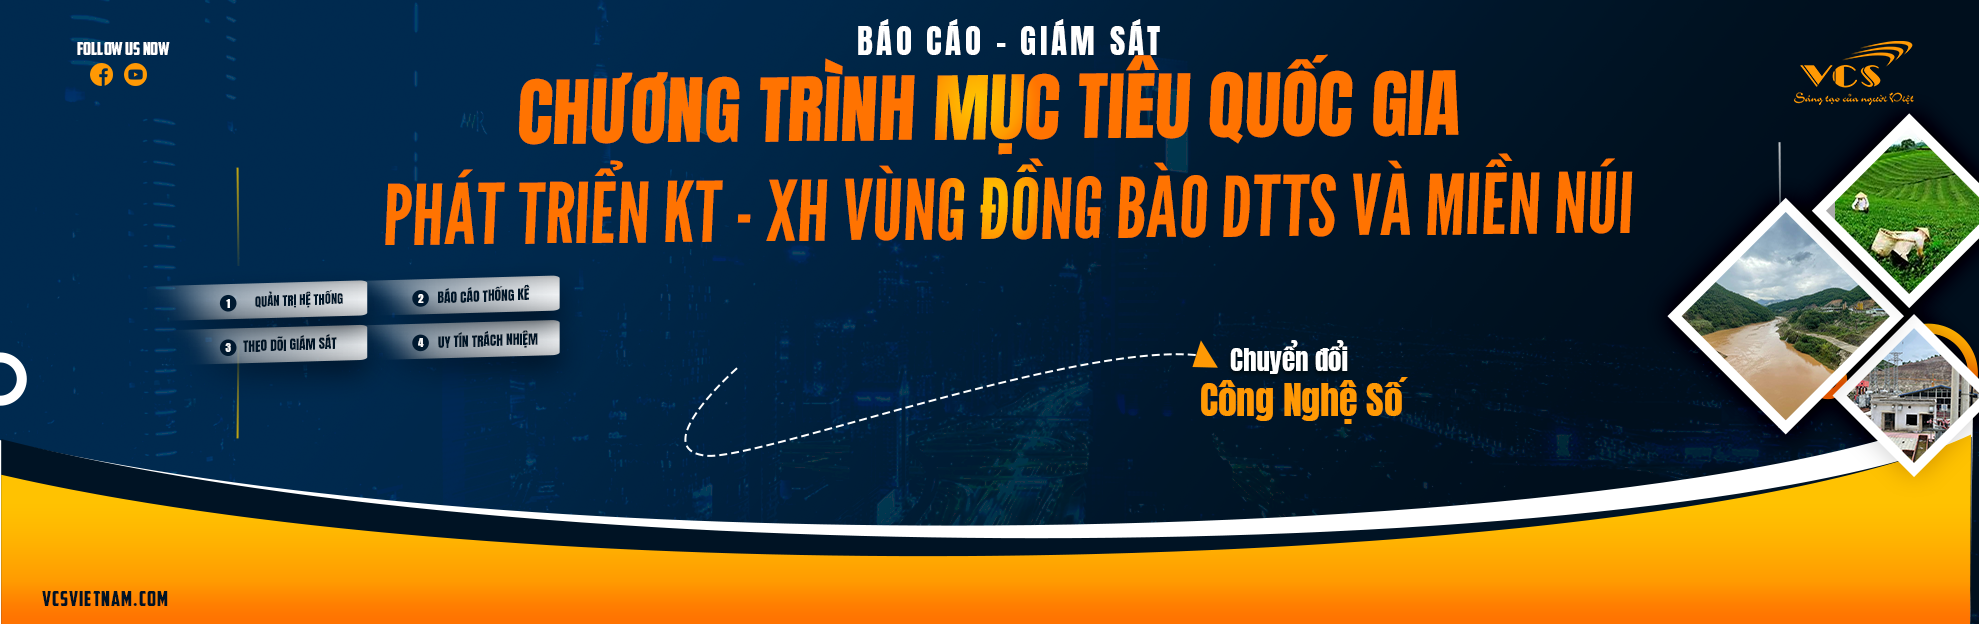 FOLLOW US NOW
BÁO CÁO - GIÁM SÁT
CHƯƠNG TRÌNH MỤC TIÊU QUỐC GIA
PHÁT TRIỂN KT - XH VÙNG ĐỒNG BÀO DTTS VÀ MIỀN NÚI
VCS
Sáng tạo của người Việt
1 QUẢN TRỊ HỆ THỐNG
2 BÁO CÁO THỐNG KÊ
3 THEO DÕI GIÁM SÁT
4 UY TÍN TRÁCH NHIỆM
Chuyển đổi
Công Nghệ Số
VCSVIETNAM.COM